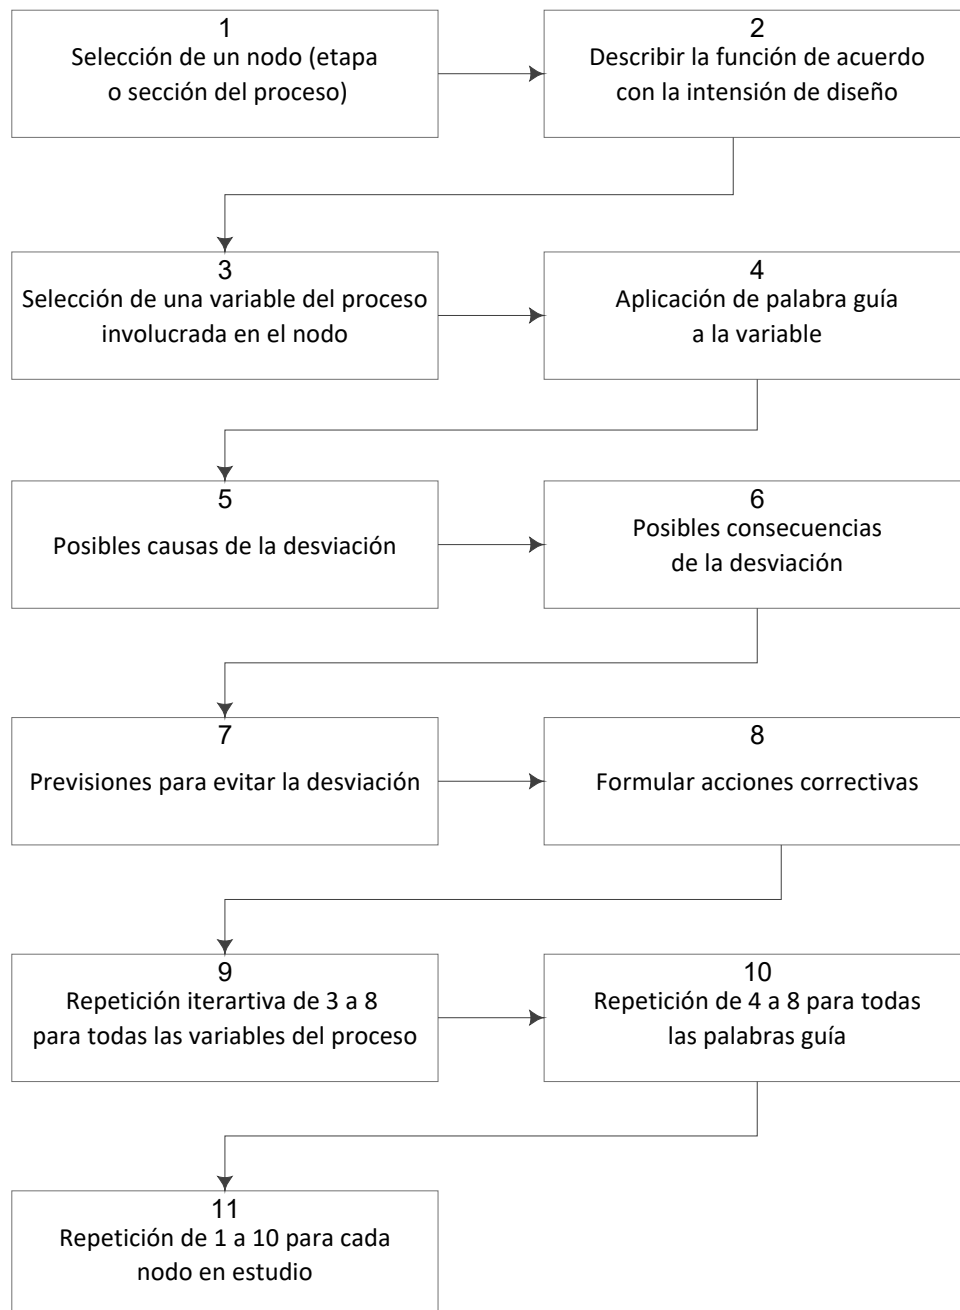 1
Selección de un nodo (etapa
o sección del proceso)
2
Describir la función de acuerdo
con la intensión de diseño
3
Selección de una variable del proceso
involucrada en el nodo
4
Aplicación de palabra guía
a la variable
5
Posibles causas de la desviación
6
Posibles consecuencias
de la desviación
7
Previsiones para evitar la desviación
8
Formular acciones correctivas
9
Repetición iterartiva de 3 a 8
para todas las variables del proceso
10
Repetición de 4 a 8 para todas
las palabras guía
11
Repetición de 1 a 10 para cada
nodo en estudio